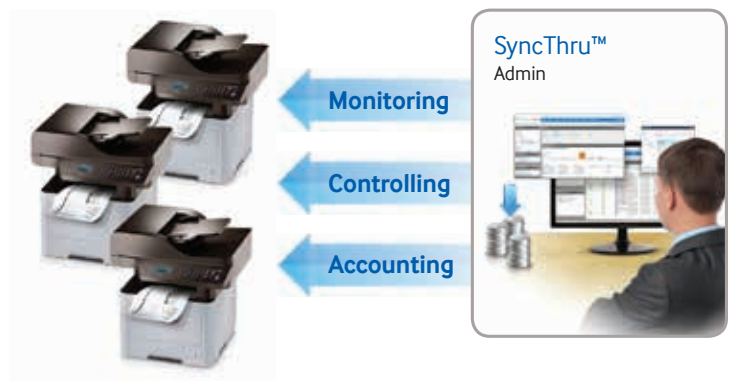 SyncThru™
Admin
Monitoring
Controlling
Accounting